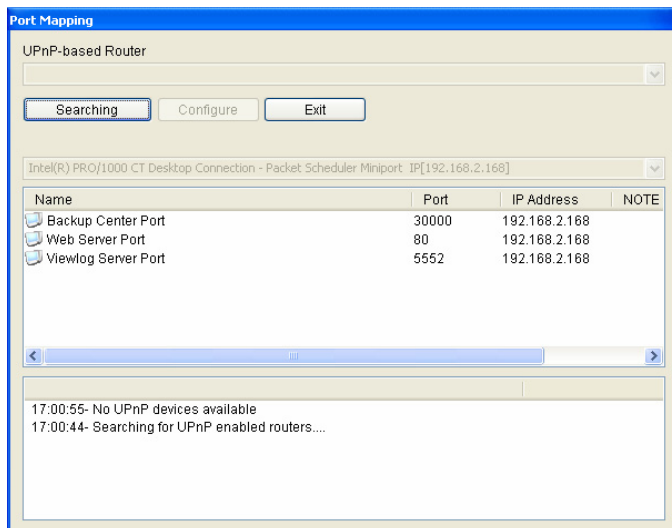 Port Mapping
UPnP-based Router
Searching Configure Exit
Intel(R) PRO/1000 CT Desktop Connection - Packet Scheduler Miniport IP[192.168.2.168]
Name Port IP Address NOTE
Backup Center Port 30000 192.168.2.168
Web Server Port 80 192.168.2.168
Viewlog Server Port 5552 192.168.2.168
17:00:55- No UPnP devices available
17:00:44- Searching for UPnP enabled routers....